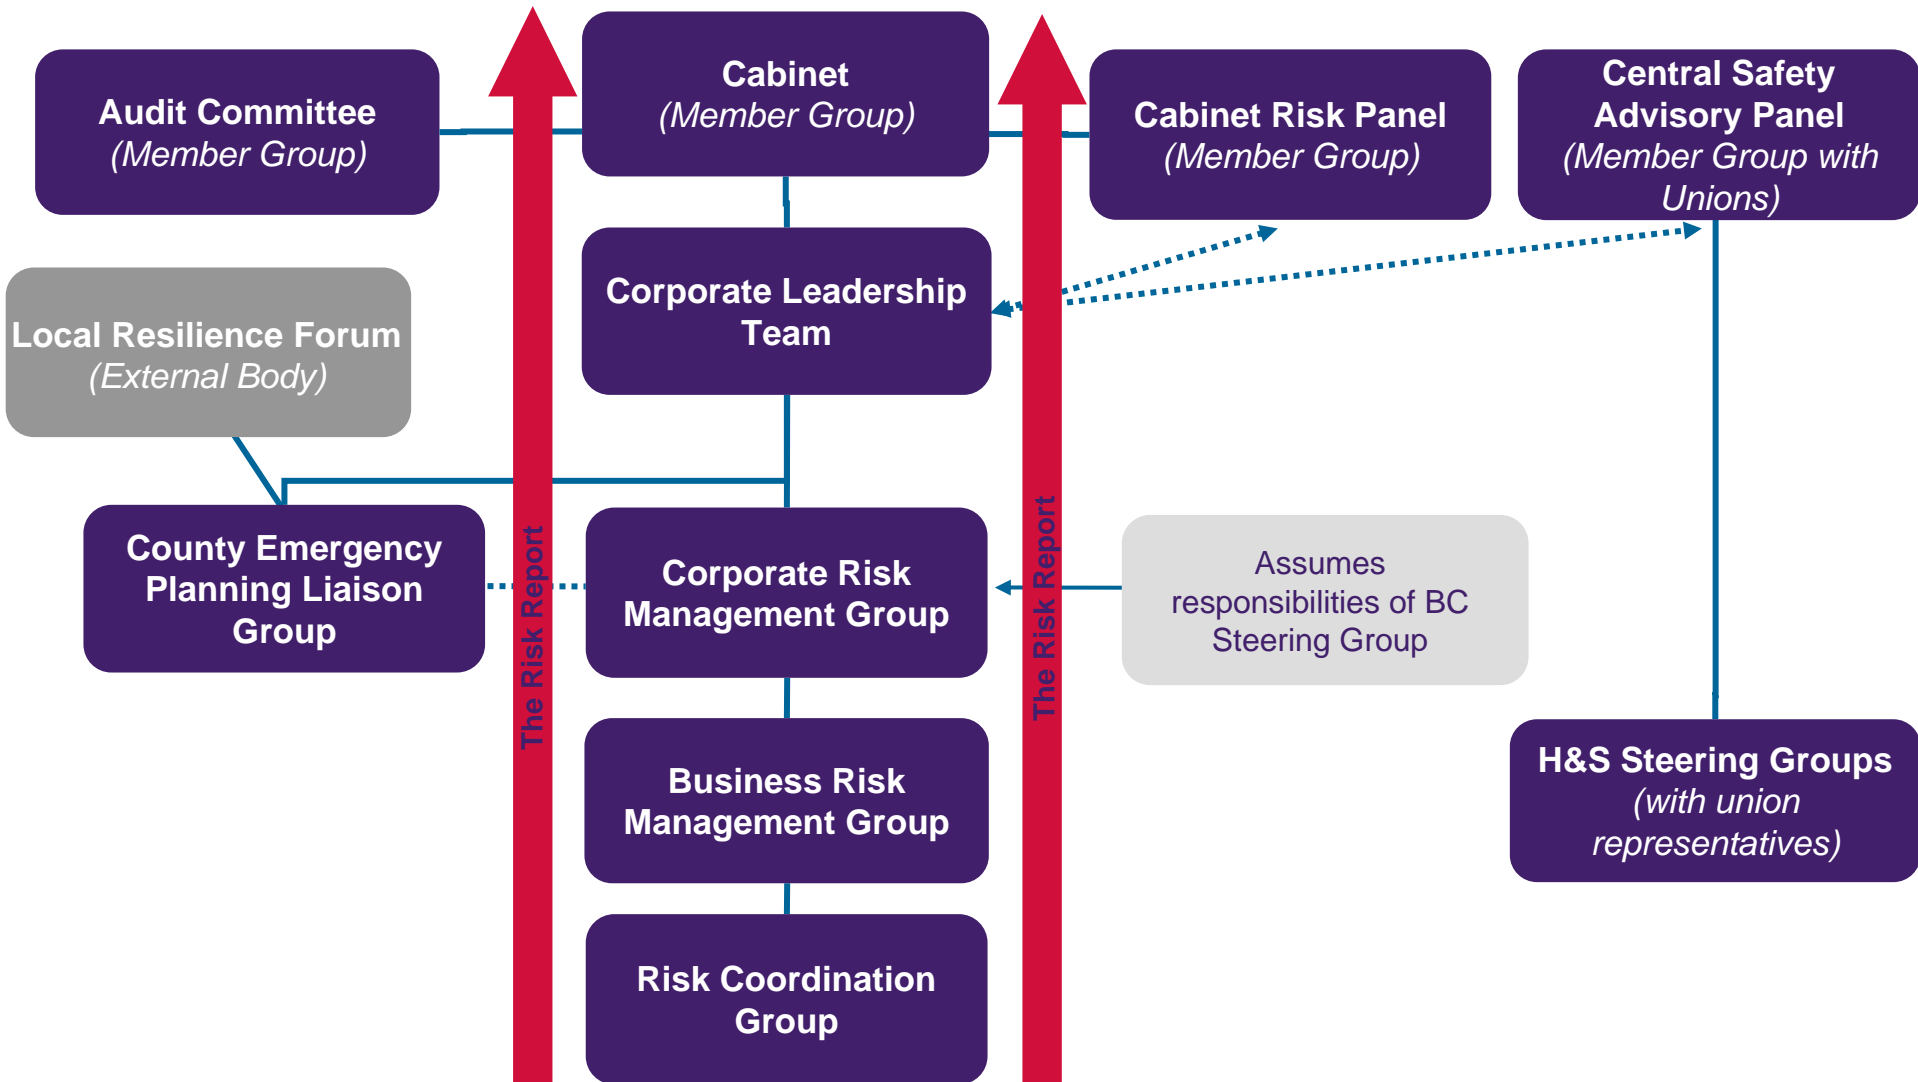 Audit Committee
(Member Group)
Cabinet
(Member Group)
Cabinet Risk Panel
(Member Group)
Central Safety
Advisory Panel
(Member Group with
Unions)
Corporate Leadership
Team
Local Resilience Forum
(External Body)
County Emergency
Planning Liaison
Group
The Risk Report
Corporate Risk
Management Group
The Risk Report
Assumes
responsibilities of BC
Steering Group
Business Risk
Management Group
H&S Steering Groups
(with union
representatives)
Risk Coordination
Group